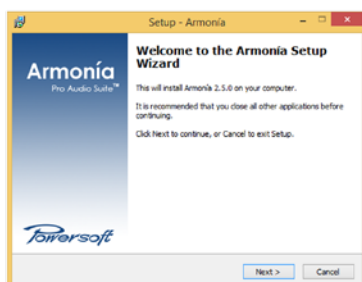 Setup - Armonía
Armonía
Pro Audio Suite™
Welcome to the Armonía Setup
Wizard
This will install Armonía 2.5.0 on your computer.
It is recommended that you close all other applications before
continuing.
Click Next to continue, or Cancel to exit Setup.
Powersoft
Next >
Cancel